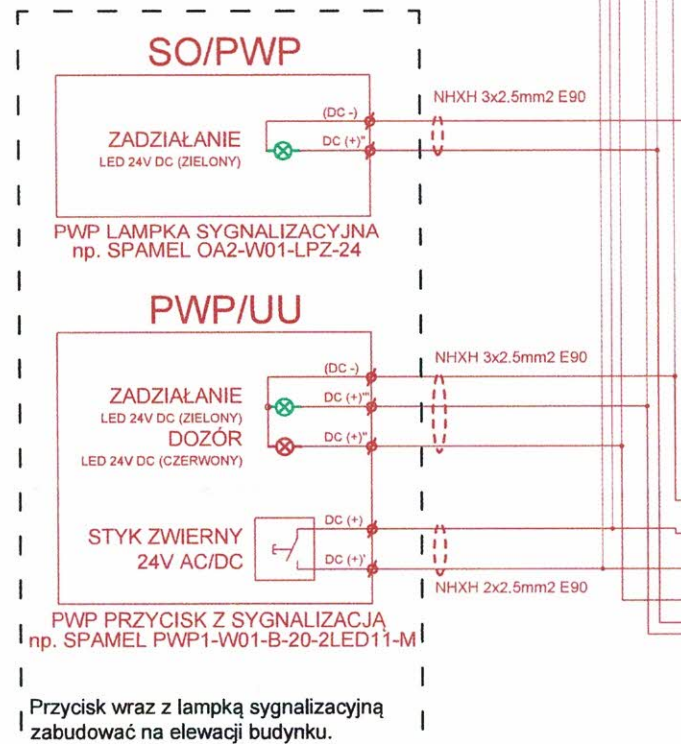 SO/PWP
(DC -)
NHXH 3x2.5mm2 E90
ZADZIAŁANIE
DC (+)"
LED 24V DC (ZIELONY)
PWP LAMPKA SYGNALIZACYJNA
np. SPAMEL OA2-W01-LPZ-24
PWP/UU
(DC -)
NHXH 3x2.5mm2 E90
ZADZIAŁANIE
DC (+)'"
LED 24V DC (ZIELONY)
DOZÓR
DC (+)"
LED 24V DC (CZERWONY)
STYK ZWIERNY
DC (+)
24V AC/DC
DC (+)'
NHXH 2x2.5mm2 E90
PWP PRZYCISK Z SYGNALIZACJĄ
np. SPAMEL PWP1-W01-B-20-2LED11-M
Przycisk wraz z lampką sygnalizacyjną
zabudować na elewacji budynku.